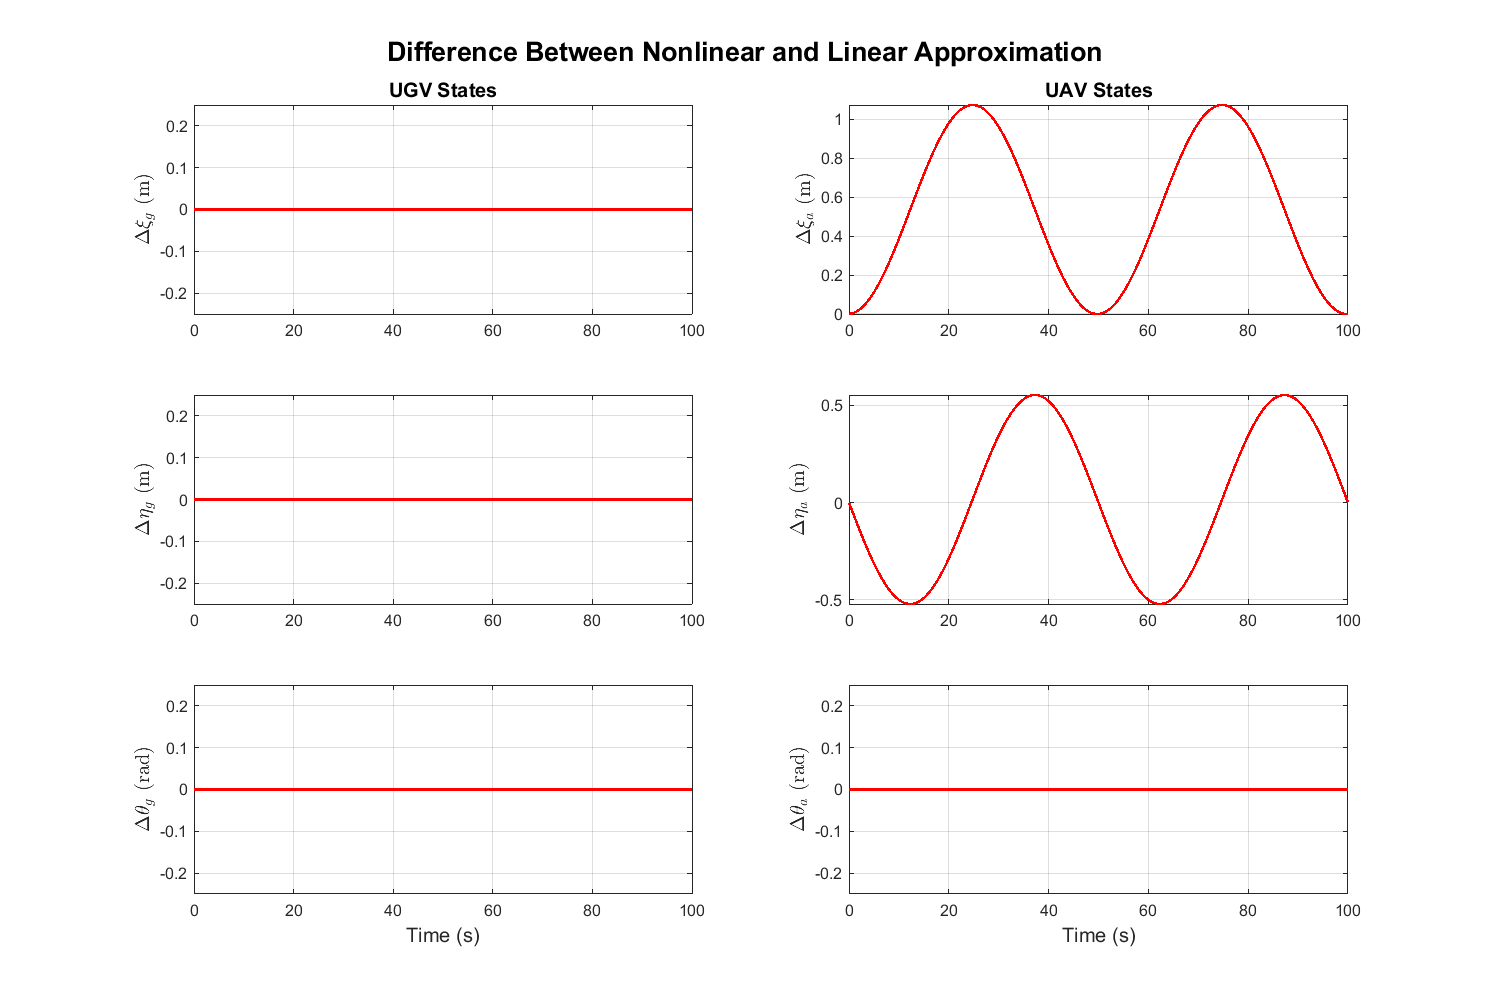 Difference Between Nonlinear and Linear Approximation
UGV States
0.2
0.1
0
-0.1
-0.2
Δξg (m)
0 20 40 60 80 100
UAV States
1
0.8
0.6
0.4
0.2
0
Δξa (m)
0 20 40 60 80 100
0.2
0.1
0
-0.1
-0.2
Δηg (m)
0 20 40 60 80 100
0.5
0
-0.5
Δηa (m)
0 20 40 60 80 100
0.2
0.1
0
-0.1
-0.2
Δθg (rad)
0 20 40 60 80 100
Time (s)
0.2
0.1
0
-0.1
-0.2
Δθa (rad)
0 20 40 60 80 100
Time (s)